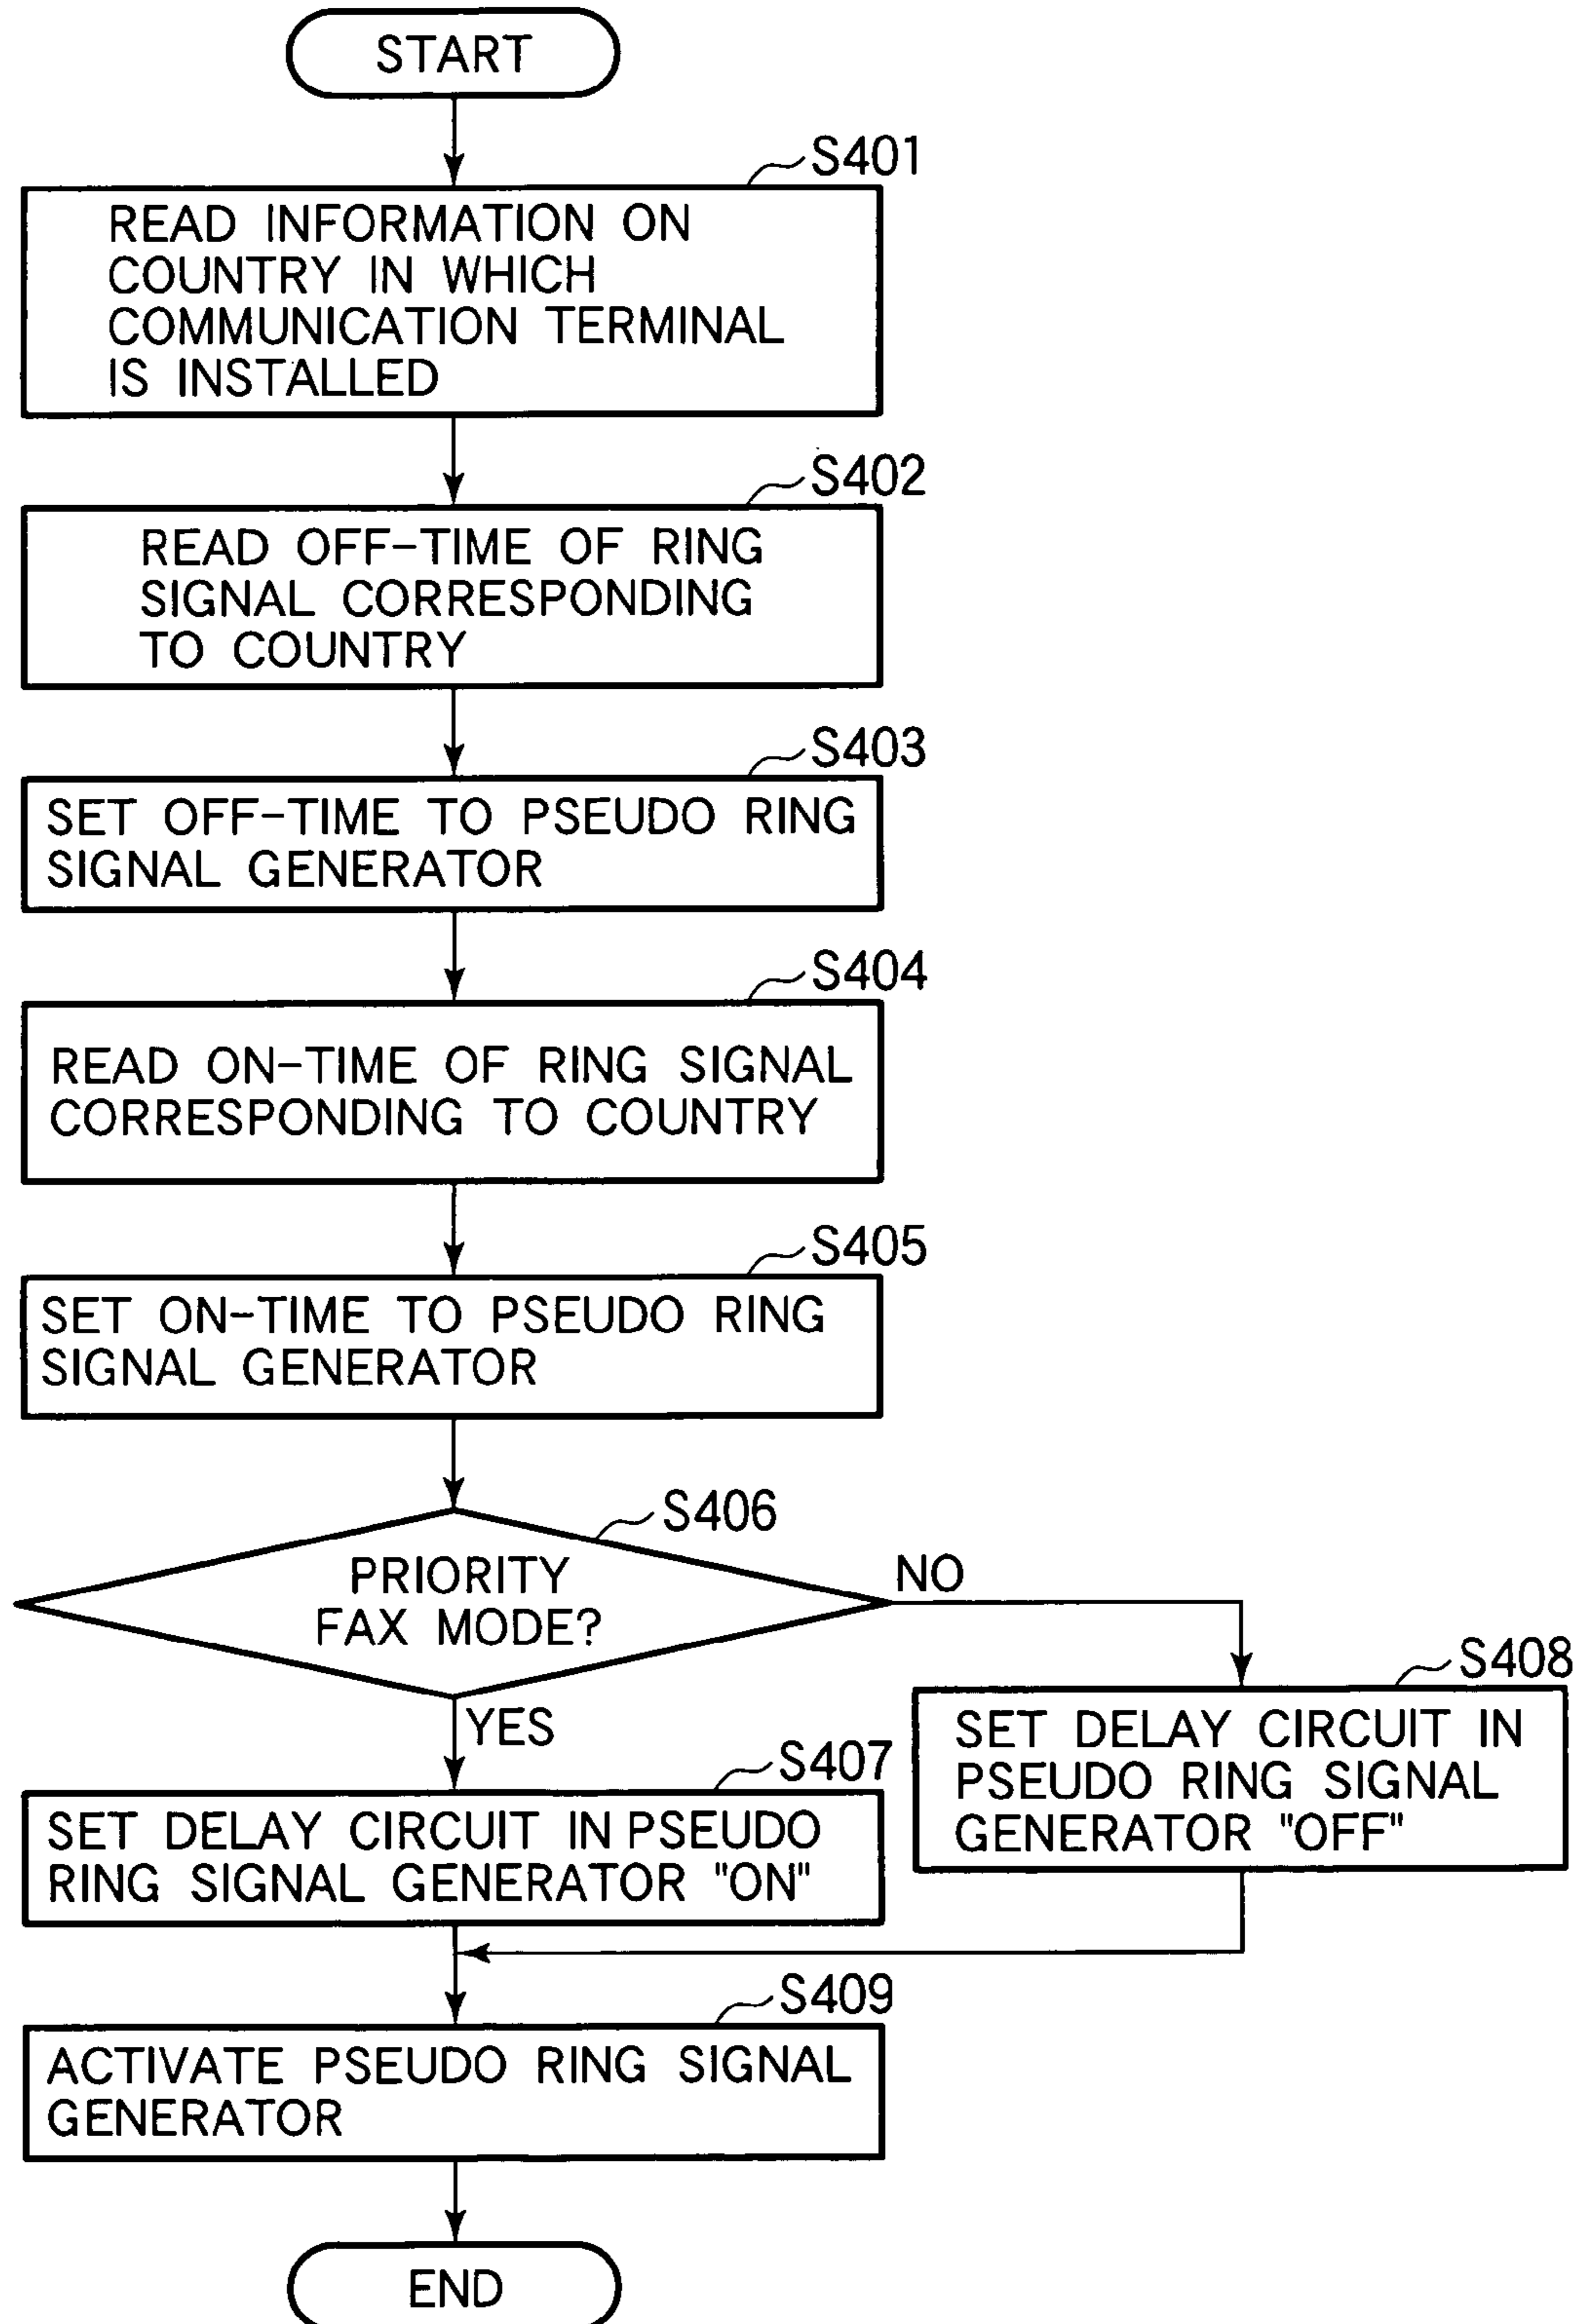 START
S401
READ INFORMATION ON
COUNTRY IN WHICH
COMMUNICATION TERMINAL
IS INSTALLED
S402
READ OFF-TIME OF RING
SIGNAL CORRESPONDING
TO COUNTRY
S403
SET OFF-TIME TO PSEUDO RING
SIGNAL GENERATOR
S404
READ ON-TIME OF RING SIGNAL
CORRESPONDING TO COUNTRY
S405
SET ON-TIME TO PSEUDO RING
SIGNAL GENERATOR
S406
PRIORITY
FAX MODE?
NO
YES
S408
SET DELAY CIRCUIT IN
PSEUDO RING SIGNAL
GENERATOR "OFF"
S407
SET DELAY CIRCUIT IN PSEUDO
RING SIGNAL GENERATOR "ON"
S409
ACTIVATE PSEUDO RING SIGNAL
GENERATOR
END